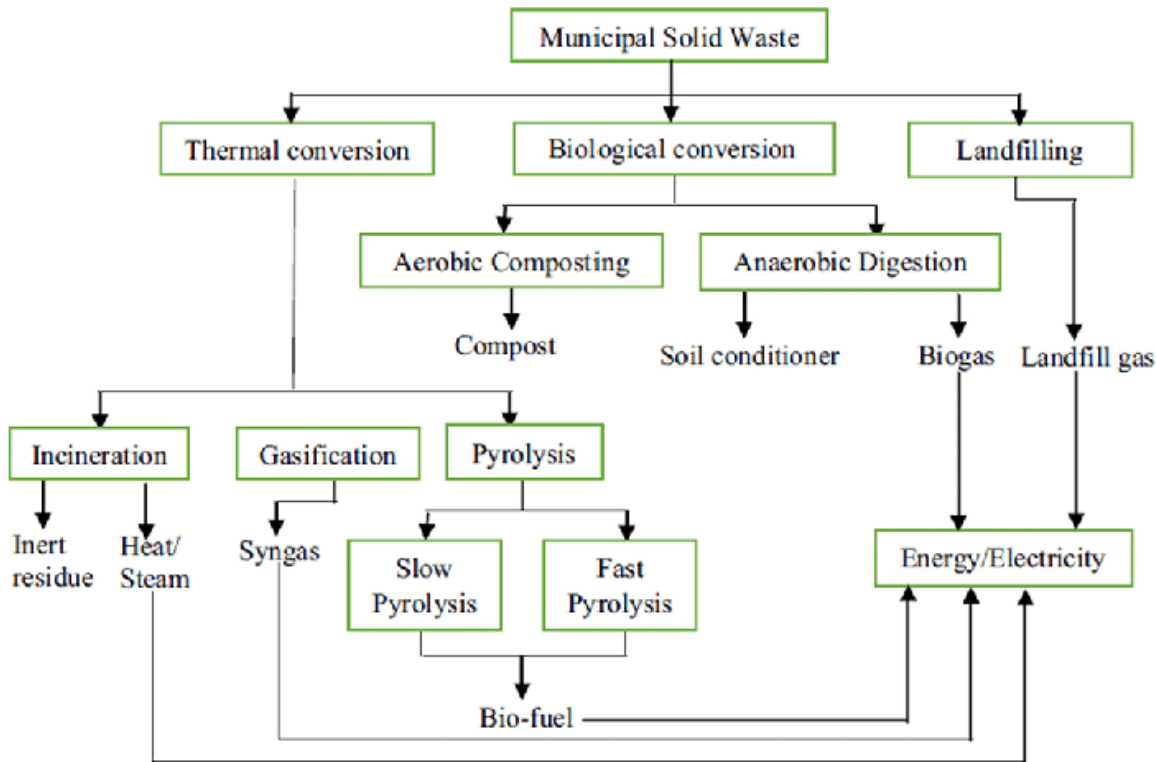 Municipal Solid Waste
Thermal conversion
Biological conversion
Landfilling
Aerobic Composting
Anaerobic Digestion
Compost
Soil conditioner
Biogas
Landfill gas
Incineration
Gasification
Pyrolysis
Inert
residue
Heat/
Steam
Syngas
Slow
Pyrolysis
Fast
Pyrolysis
Energy/Electricity
Bio-fuel